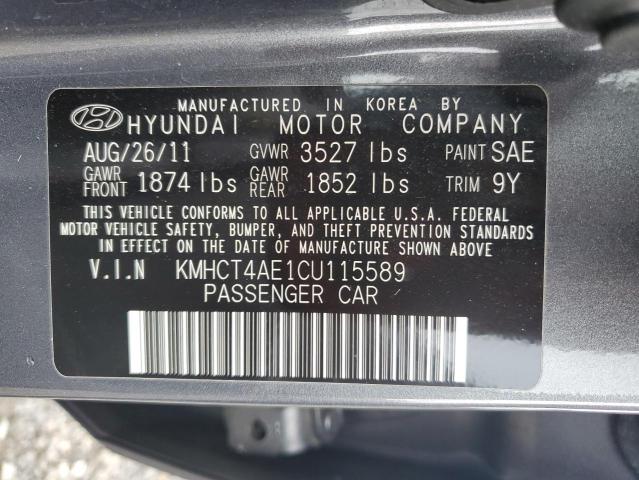 MANUFACTURED IN KOREA BY
HYUNDAI MOTOR COMPANY
AUG/26/11 GVWR 3527 lbs PAINT SAE
GAWR FRONT 1874 lbs GAWR REAR 1852 lbs TRIM 9Y
THIS VEHICLE CONFORMS TO ALL APPLICABLE U.S.A. FEDERAL
MOTOR VEHICLE SAFETY, BUMPER, AND THEFT PREVENTION STANDARDS
IN EFFECT ON THE DATE OF MANUFACTURE SHOWN ABOVE.
V.I.N KMHCT4AE1CU115589
PASSENGER CAR